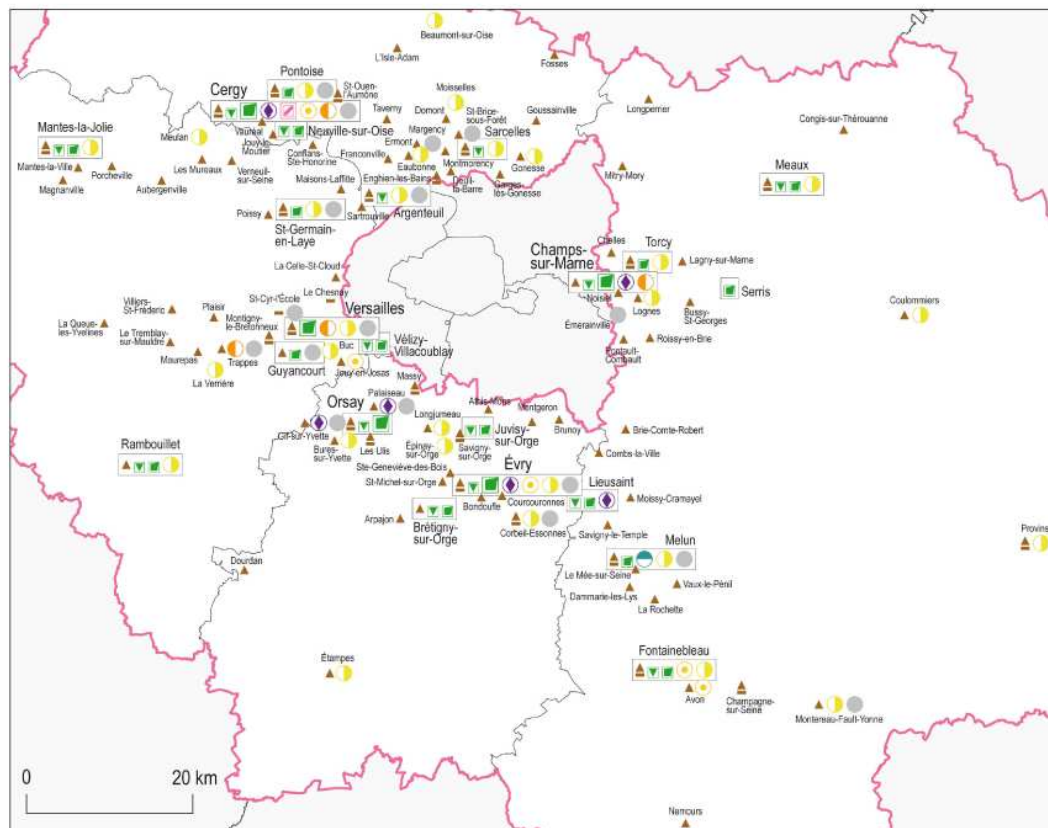 Beaumont-sur-Oise
L'Isle-Adam
Fosses
Pontoise
St-Ouen-
l'Aumône
Moisselles
Cergy
Taverny
Domont
St-Brice-
sous-Forêt
Goussainville
Longperrier
Congis-sur-Thérouanne
Mantes-la-Jolie
Meulan
Vauréal
Jouy-le-
Moutier
Neuville-sur-Oise
Margency
Ermont
Sarcelles
Meaux
Mantes-la-Ville
Porcheville
Magnanville
Les Mureaux
Aubergenville
Verneuil-
sur-Seine
Conflans-
Ste-Honorine
Franconville
Eaubonne
Montmorency
Gonesse
Mitry-Mory
Maisons-Laffitte
Enghien-les-Bains
Deuil-
la-Barre
Garges-
lès-Gonesse
Poissy
St-Germain-
en-Laye
Sartrouville
Argenteuil
Chelles
Torcy
Lagny-sur-Marne
Champs-
sur-Marne
Serris
La Celle-St-Cloud
Noisiel
Lognes
Bussy-
St-Georges
Coulommiers
Le Chesnay
St-Cyr-l'École
Versailles
Villiers-
St-Fréderic
Plaisir
Montigny-
le-Bretonneux
Émerainville
La Queue-
les-Yvelines
Le Tremblay-
sur-Mauldre
Maurepas
Trappes
Buc
Vélizy-
Villacoublay
Pontault-
Combault
Roissy-en-Brie
La Verrière
Guyancourt
Jouy-en-Josas
Massy
Palaiseau
Orsay
Longjumeau
Athis-Mons
Montgeron
Brunoy
Brie-Comte-Robert
Gif-sur-Yvette
Bures-
sur-Yvette
Les Ulis
Épinay-
sur-Orge
Savigny-
sur-Orge
Juvisy-
sur-Orge
Combs-la-Ville
Rambouillet
Ste-Geneviève-des-Bois
St-Michel-sur-Orge
Évry
Lieusaint
Moissy-Cramayel
Bondoufle
Courcouronnes
Arpajon
Brétigny-
sur-Orge
Corbeil-Essonnes
Savigny-le-Temple
Melun
Provins
Dourdan
Le Mée-sur-Seine
Vaux-le-Pénil
Dammarie-les-Lys
La Rochette
Étampes
Fontainebleau
Avon
Champagne-
sur-Seine
Montereau-Fault-Yonne
0
20 km
Nemours